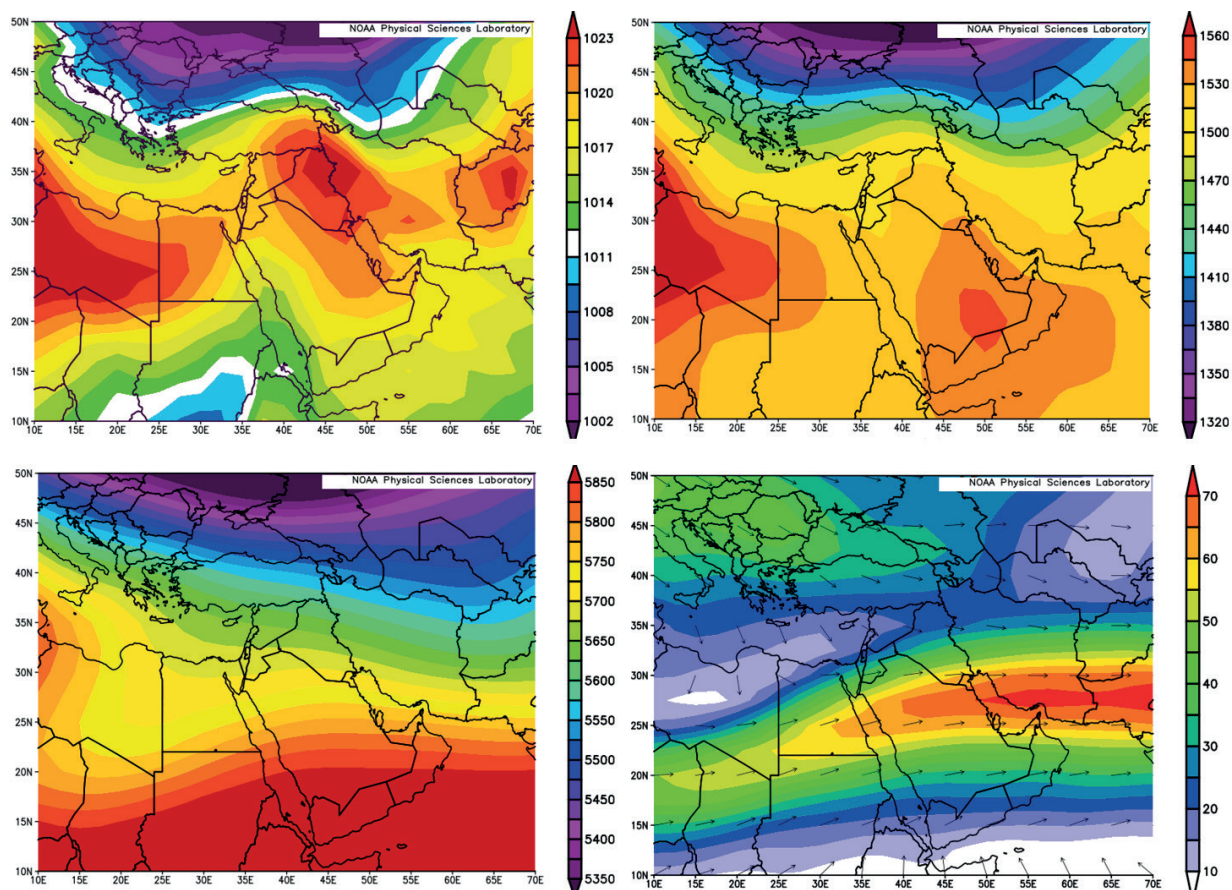 NOAA Physical Sciences Laboratory
50N
45N
40N
35N
30N
25N
20N
15N
10N
10E 15E 20E 25E 30E 35E 40E 45E 50E 55E 60E 65E 70E
1023
1020
1017
1014
1011
1008
1005
1002
NOAA Physical Sciences Laboratory
50N
45N
40N
35N
30N
25N
20N
15N
10N
10E 15E 20E 25E 30E 35E 40E 45E 50E 55E 60E 65E 70E
1560
1530
1500
1470
1440
1410
1380
1350
1320
NOAA Physical Sciences Laboratory
50N
45N
40N
35N
30N
25N
20N
15N
10N
10E 15E 20E 25E 30E 35E 40E 45E 50E 55E 60E 65E 70E
5850
5800
5750
5700
5650
5600
5550
5500
5450
5400
5350
NOAA Physical Sciences Laboratory
50N
45N
40N
35N
30N
25N
20N
15N
10N
10E 15E 20E 25E 30E 35E 40E 45E 50E 55E 60E 65E 70E
70
60
50
40
30
20
10